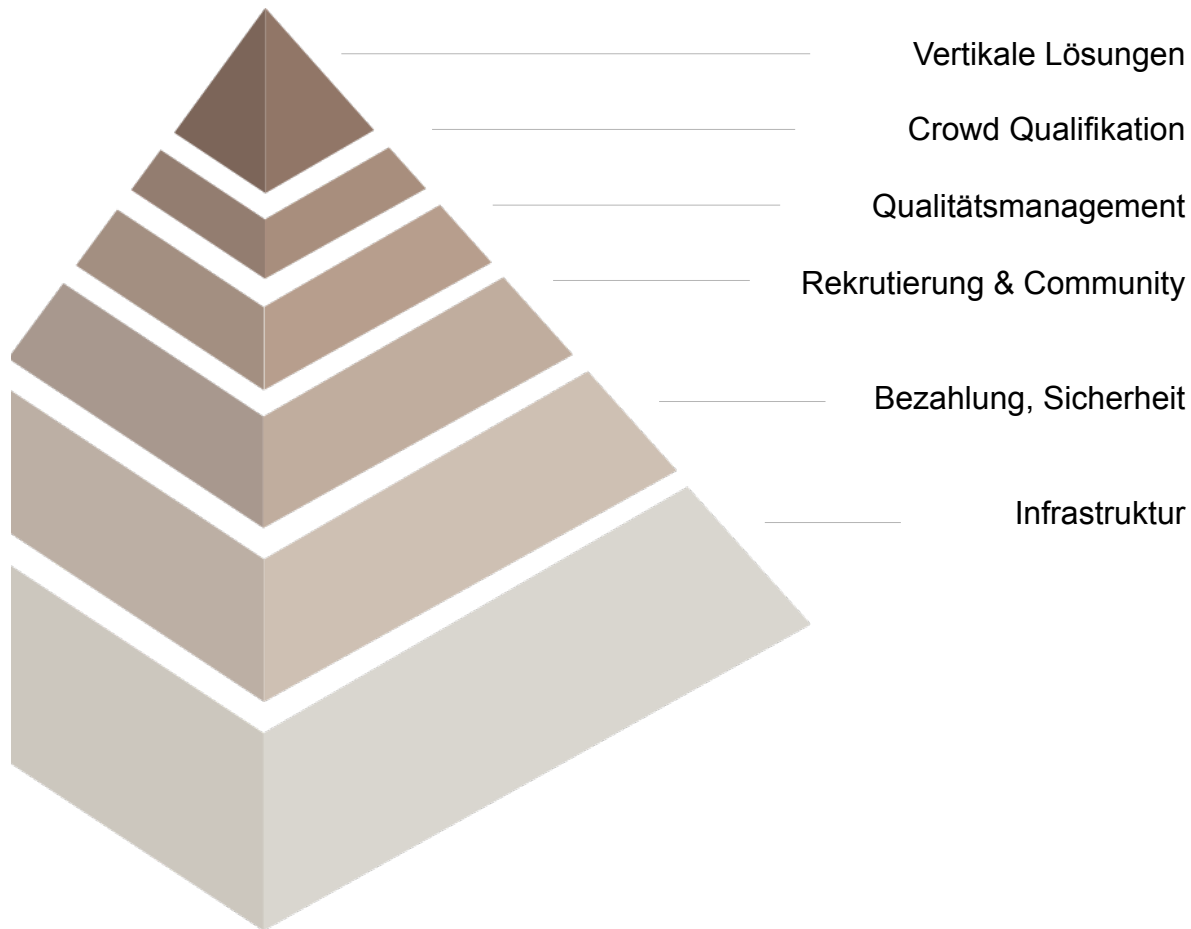 Vertikale Lösungen
Crowd Qualifikation
Qualitätsmanagement
Rekrutierung & Community
Bezahlung, Sicherheit
Infrastruktur